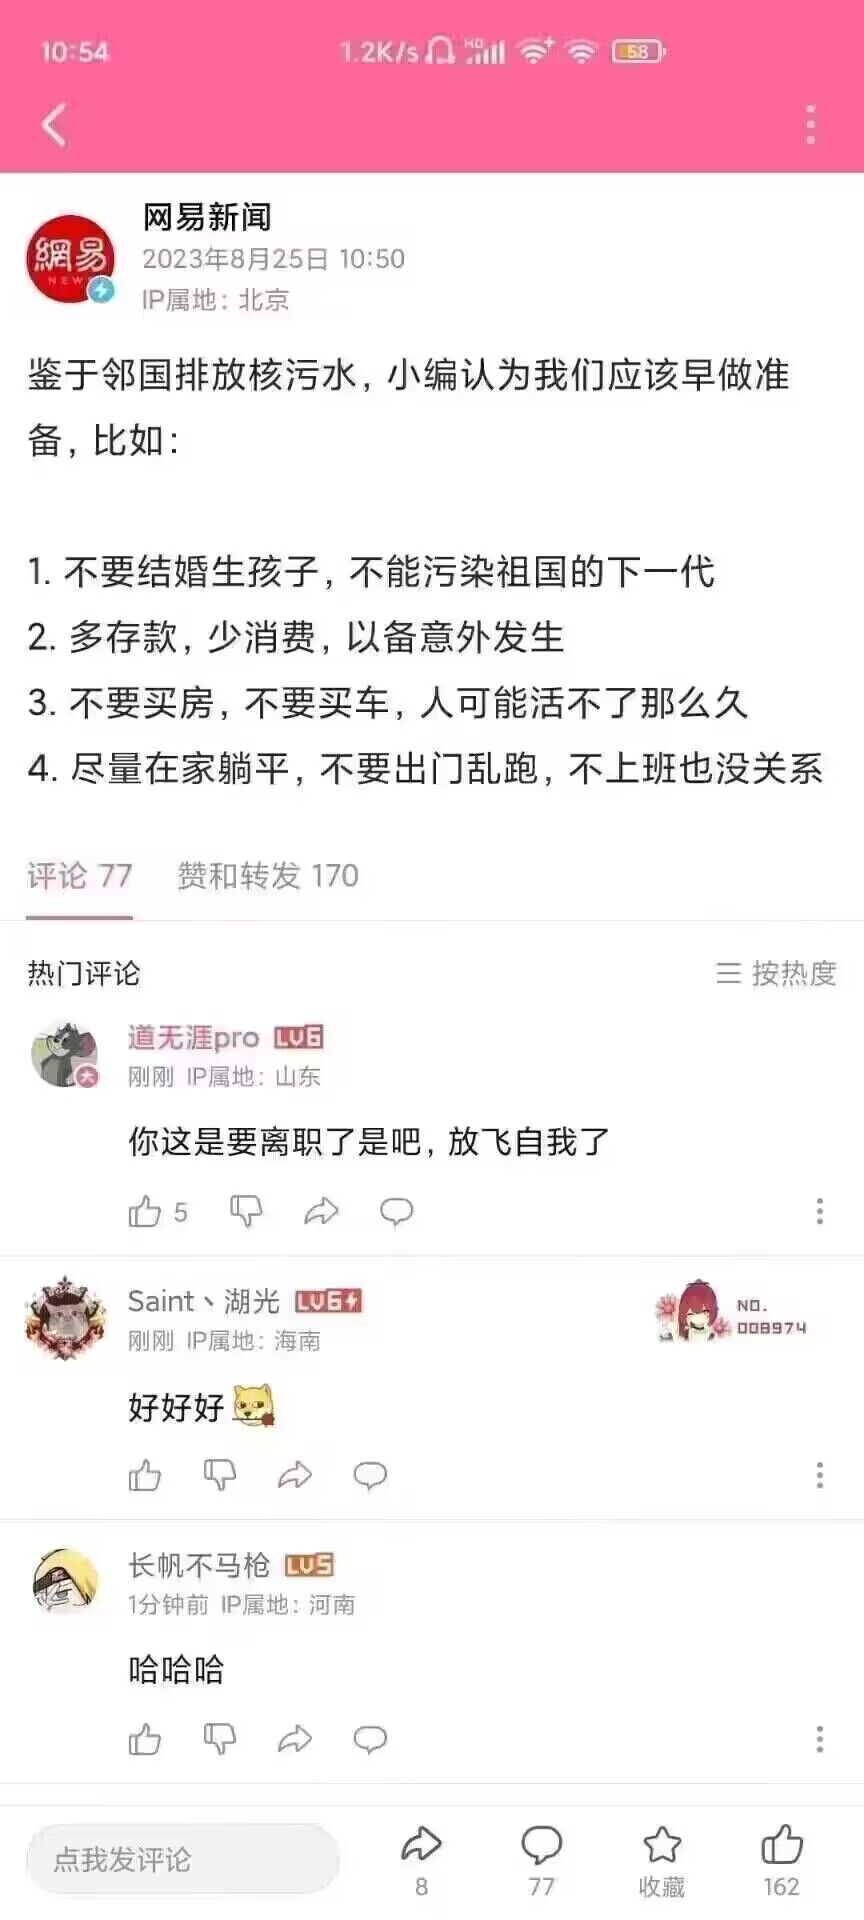 10:54
1.2K/s HD 58
网易新闻
網易
NEWS
2023年8月25日 10:50
IP属地：北京
鉴于邻国排放核污水，小编认为我们应该早做准
备，比如：
1. 不要结婚生孩子，不能污染祖国的下一代
2. 多存款，少消费，以备意外发生
3. 不要买房，不要买车，人可能活不了那么久
4. 尽量在家躺平，不要出门乱跑，不上班也没关系
评论 77 赞和转发 170
热门评论 按热度
道无涯pro LV6
大
刚刚 IP属地：山东
你这是要离职了是吧，放飞自我了
5
Saint丶湖光 LV6
NO.
008974
刚刚 IP属地：海南
好好好
长帆不马枪 LV5
1分钟前 IP属地：河南
哈哈哈
点我发评论
8 77 收藏 162